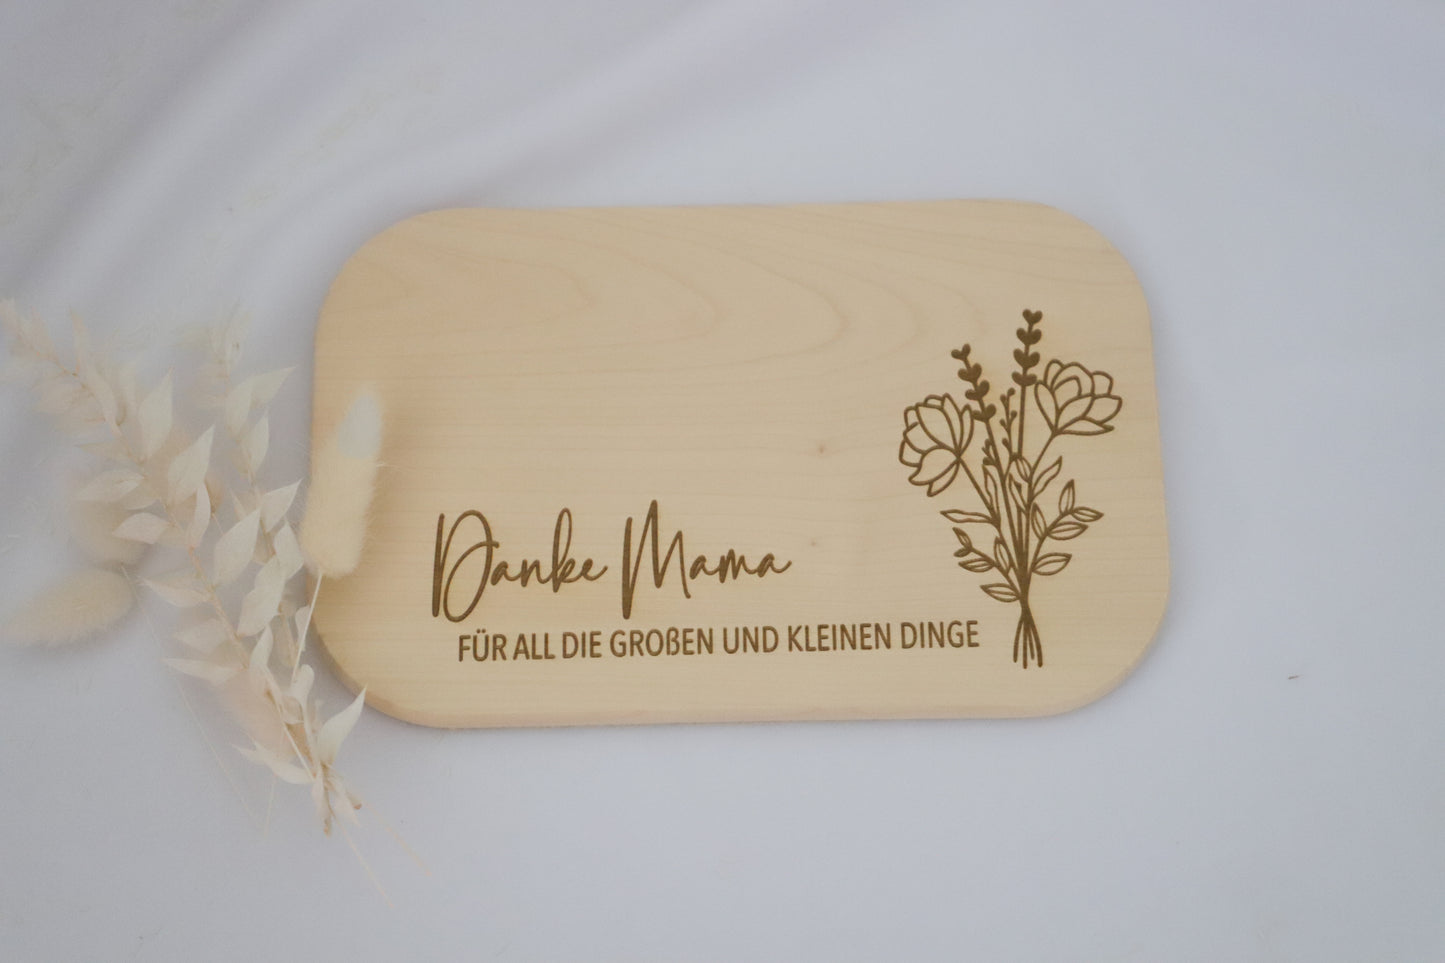 Danke Mama
FÜR ALL DIE GROßEN UND KLEINEN DINGE